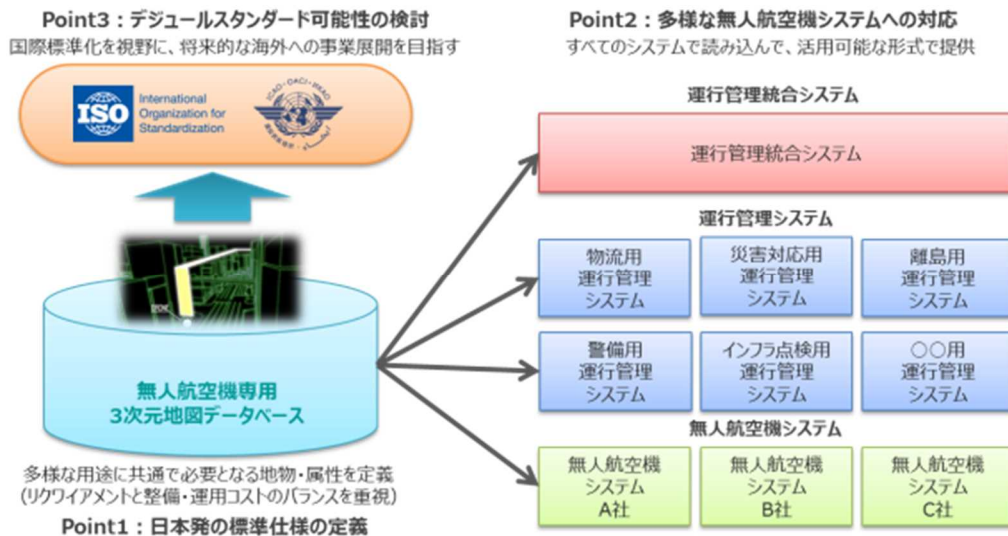 Point3：デジュールスタンダード可能性の検討
国際標準化を視野に、将来的な海外への事業展開を目指す
ISO
International
Organization for
Standardization
無人航空機専用
3次元地図データベース
多様な用途に共通で必要となる地物・属性を定義
(リクワイアメントと整備・運用コストのバランスを重視)
Point1：日本発の標準仕様の定義
Point2：多様な無人航空機システムへの対応
すべてのシステムで読み込んで、活用可能な形式で提供
運行管理統合システム
運行管理統合システム
運行管理システム
物流用
運行管理
システム
災害対応用
運行管理
システム
離島用
運行管理
システム
警備用
運行管理
システム
インフラ点検用
運行管理
システム
○○用
運行管理
システム
無人航空機システム
無人航空機
システム
A社
無人航空機
システム
B社
無人航空機
システム
C社